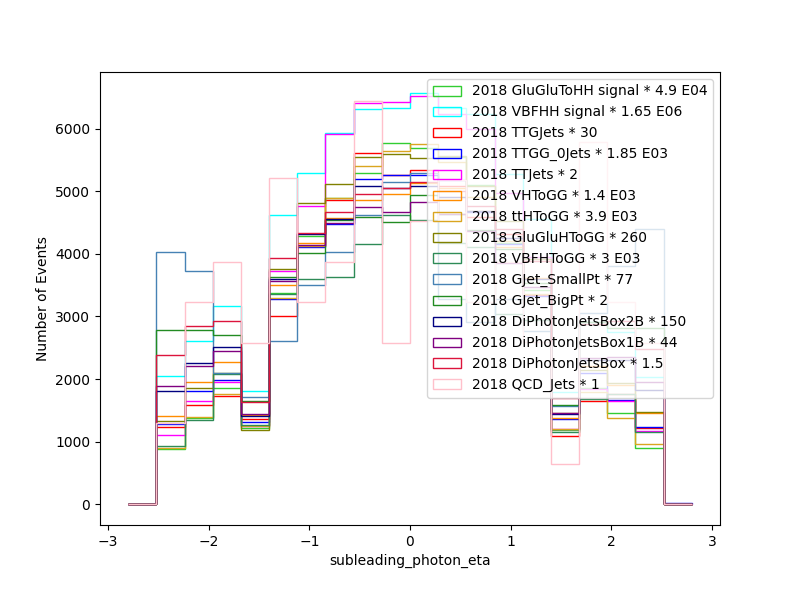 2018 GluGluToHH signal * 4.9 E04
2018 VBFHH signal * 1.65 E06
2018 TTGJets * 30
2018 TTGG_0Jets * 1.85 E03
2018 TTJets * 2
2018 VHToGG * 1.4 E03
2018 ttHToGG * 3.9 E03
2018 GluGluHToGG * 260
2018 VBFHToGG * 3 E03
2018 GJet_SmallPt * 77
2018 GJet_BigPt * 2
2018 DiPhotonJetsBox2B * 150
2018 DiPhotonJetsBox1B * 44
2018 DiPhotonJetsBox * 1.5
2018 QCD_Jets * 1
Number of Events
6000
5000
4000
3000
2000
1000
0
−3 −2 −1 0 1 2 3
subleading_photon_eta